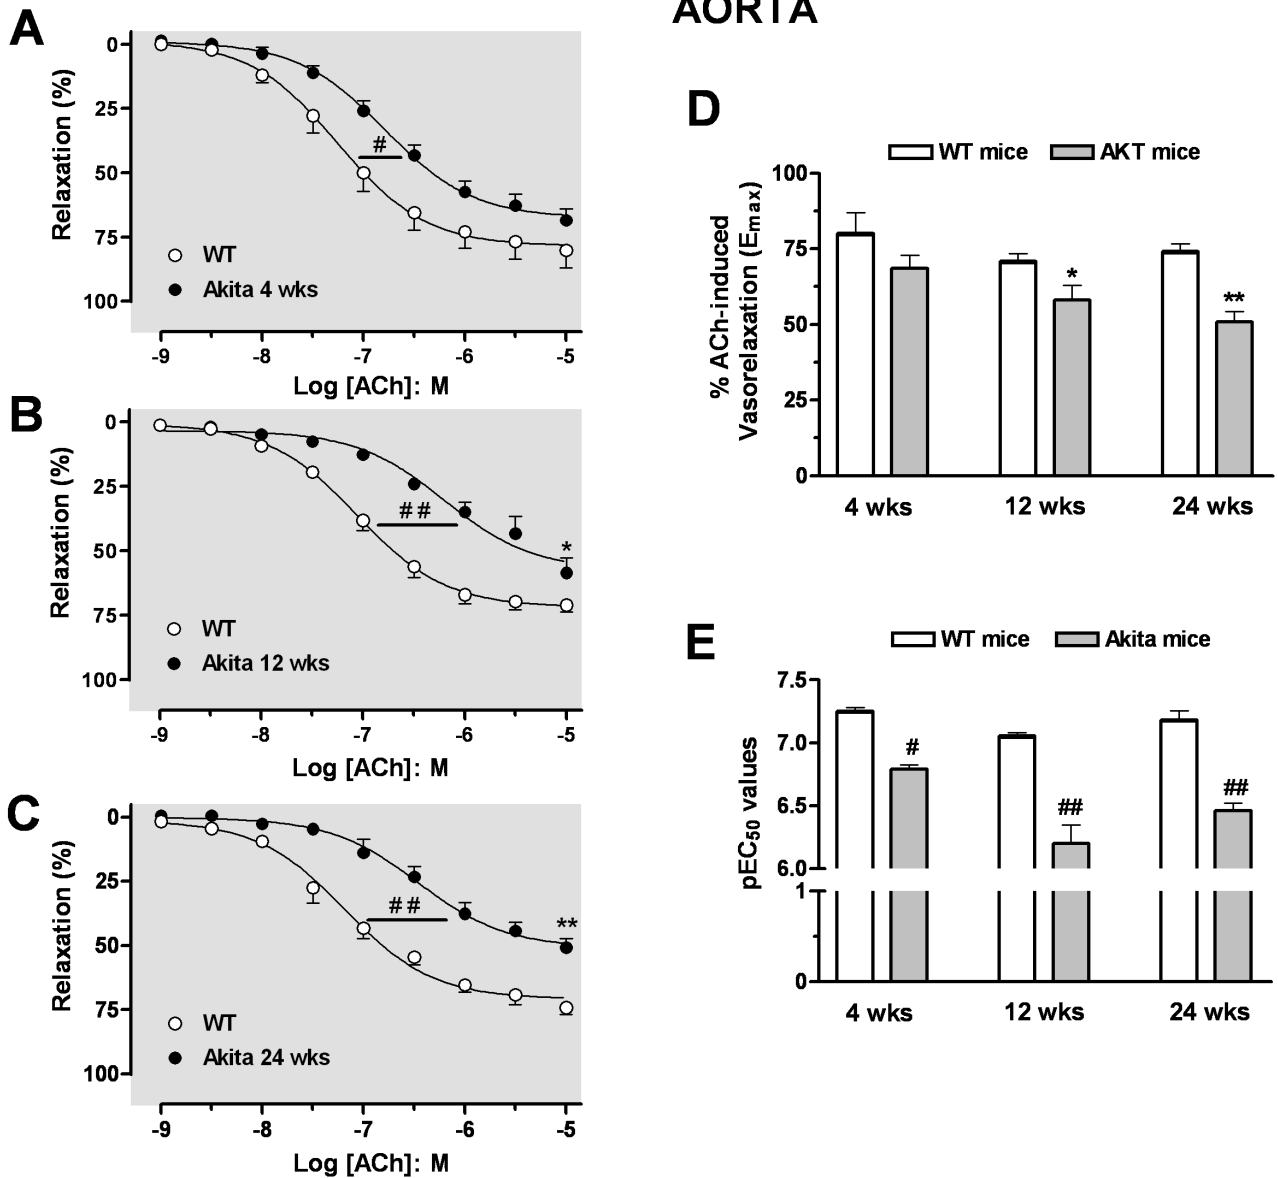 AORTA
A
Relaxation (%)
0
25
50
75
100
#
WT
Akita 4 wks
-9 -8 -7 -6 -5
Log [ACh]: M
B
Relaxation (%)
0
25
50
75
100
##
*
WT
Akita 12 wks
-9 -8 -7 -6 -5
Log [ACh]: M
C
Relaxation (%)
0
25
50
75
100
##
**
WT
Akita 24 wks
-9 -8 -7 -6 -5
Log [ACh]: M
D
WT mice AKT mice
% ACh-induced
Vasorelaxation (Emax)
100
75
50
25
0
*
**
4 wks 12 wks 24 wks
E
WT mice Akita mice
pEC50 values
7.5
7.0
6.5
6.0
1
0
#
##
##
4 wks 12 wks 24 wks